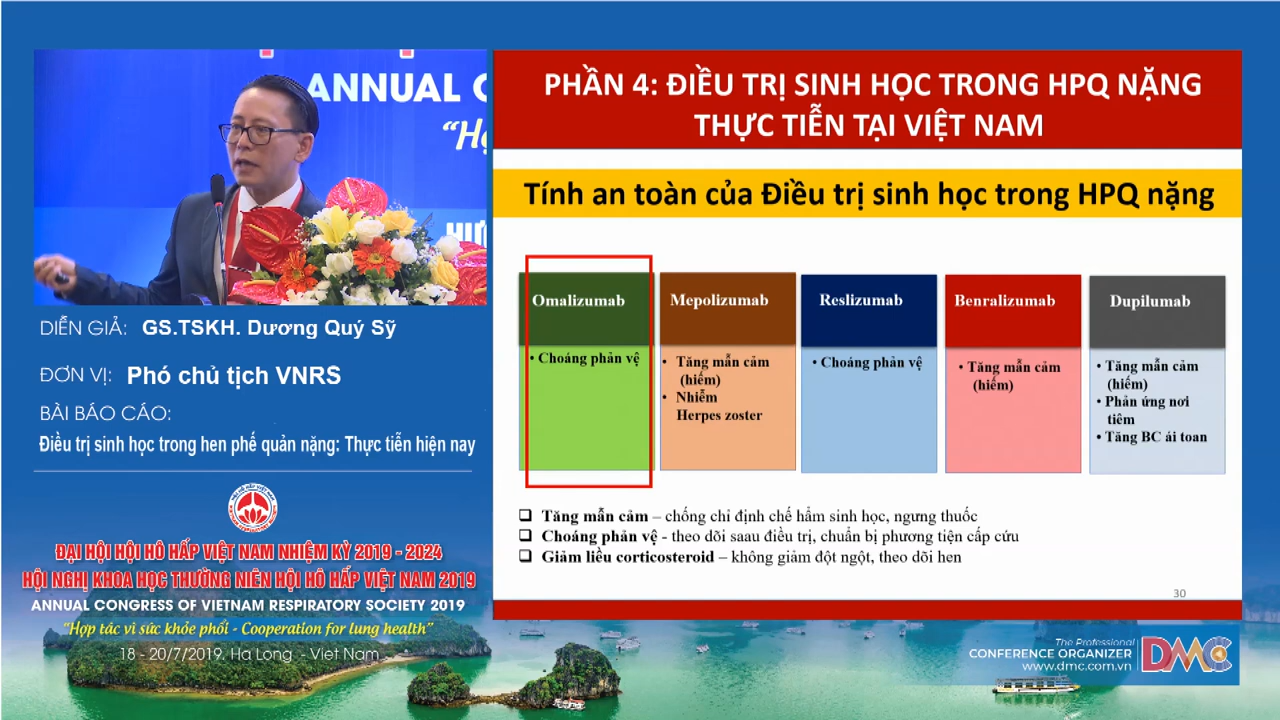 ANNUAL C
"Hợ
PHẦN 4: ĐIỀU TRỊ SINH HỌC TRONG HPQ NẶNG
THỰC TIỄN TẠI VIỆT NAM
Tính an toàn của Điều trị sinh học trong HPQ nặng
Omalizumab
• Choáng phản vệ
Mepolizumab
• Tăng mẫn cảm
(hiếm)
• Nhiễm
Herpes zoster
Reslizumab
• Choáng phản vệ
Benralizumab
• Tăng mẫn cảm
(hiếm)
Dupilumab
• Tăng mẫn cảm
(hiếm)
• Phản ứng nơi
tiêm
• Tăng BC ái toan
❑ Tăng mẫn cảm – chống chỉ định chế hẩm sinh học, ngưng thuốc
❑ Choáng phản vệ - theo dõi saau điều trị, chuẩn bị phương tiện cấp cứu
❑ Giảm liều corticosteroid – không giảm đột ngột, theo dõi hen
30
DIỄN GIẢ: GS.TSKH. Dương Quý Sỹ
ĐƠN VỊ: Phó chủ tịch VNRS
BÀI BÁO CÁO:
Điều trị sinh học trong hen phế quản nặng: Thực tiễn hiện nay
ĐẠI HỘI HỘI HÔ HẤP VIỆT NAM NHIỆM KỲ 2019 - 2024
HỘI NGHỊ KHOA HỌC THƯỜNG NIÊN HỘI HÔ HẤP VIỆT NAM 2019
ANNUAL CONGRESS OF VIETNAM RESPIRATORY SOCIETY 2019
"Hợp tác vì sức khỏe phổi - Cooperation for lung health"
18 - 20/7/2019. Ha Long - Viet Nam
The Professional
CONFERENCE ORGANIZER
www.dmc.com.vn
DMC